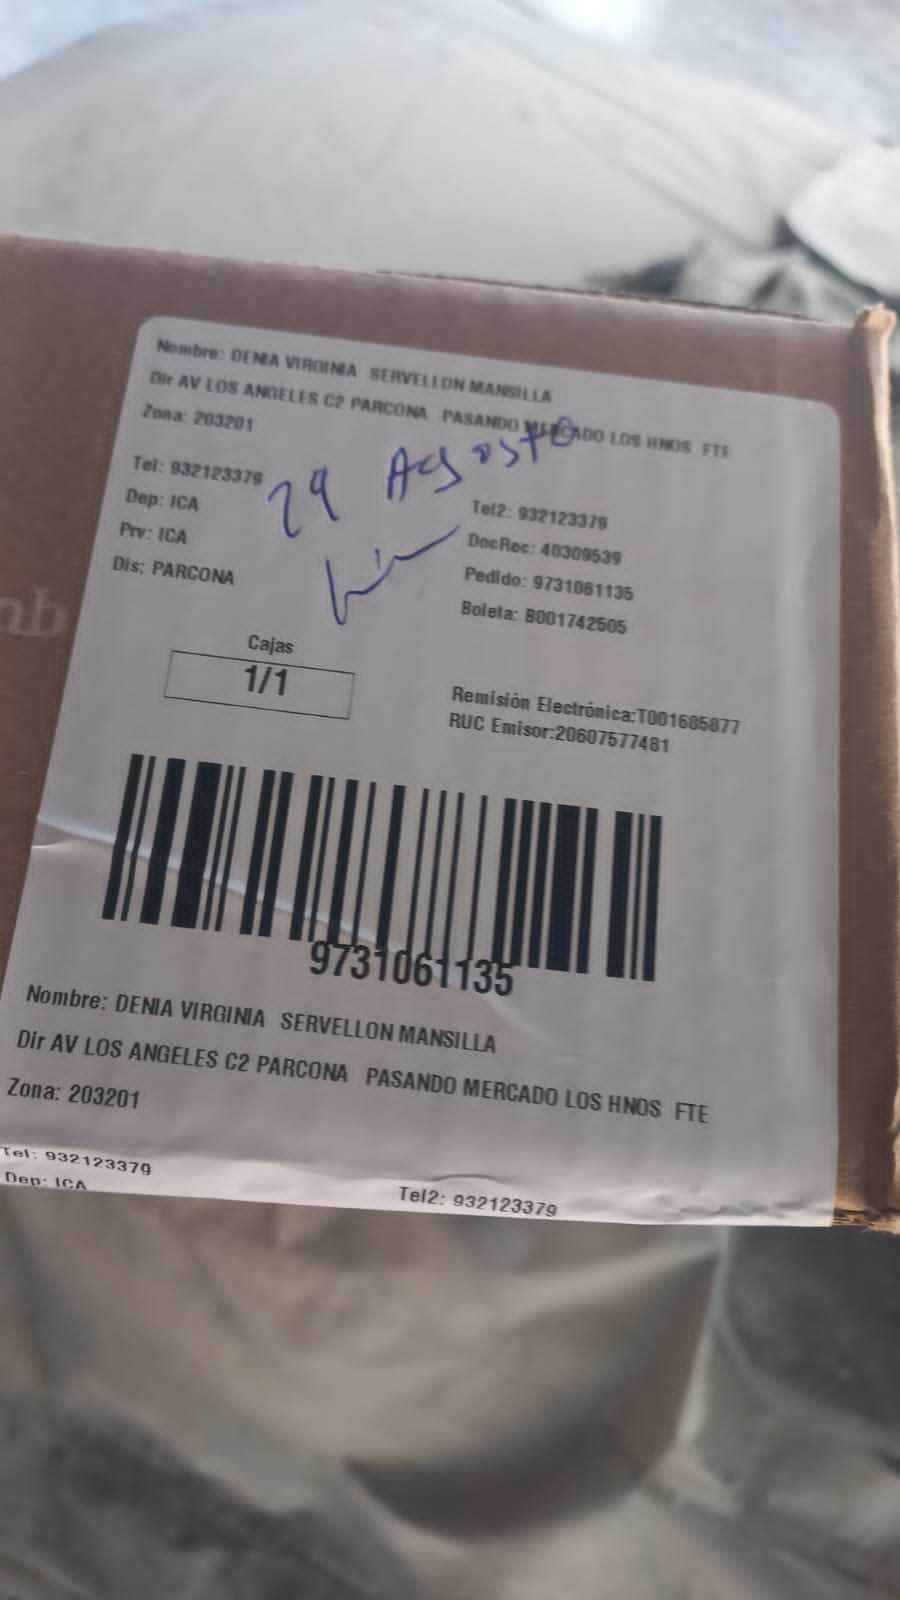 Nombre: DENIA VIRGINIA SERVELLON MANSILLA
Dir AV LOS ANGELES C2 PARCONA PASANDO MERCADO LOS HNOS FTE
Zona: 203201
29 Agosto
Tel: 932123379
Tel2: 932123379
Dep: ICA
DocRec: 40309539
Prv: ICA
Pedido: 9731061135
Dis: PARCONA
Boleta: B001742505
nb
Cajas
1/1
Remisión Electrónica:T001685877
RUC Emisor:20607577481
9731061135
Nombre: DENIA VIRGINIA SERVELLON MANSILLA
Dir AV LOS ANGELES C2 PARCONA PASANDO MERCADO LOS HNOS FTE
Zona: 203201
Tel: 932123379
Tel2: 932123379
Dep: ICA